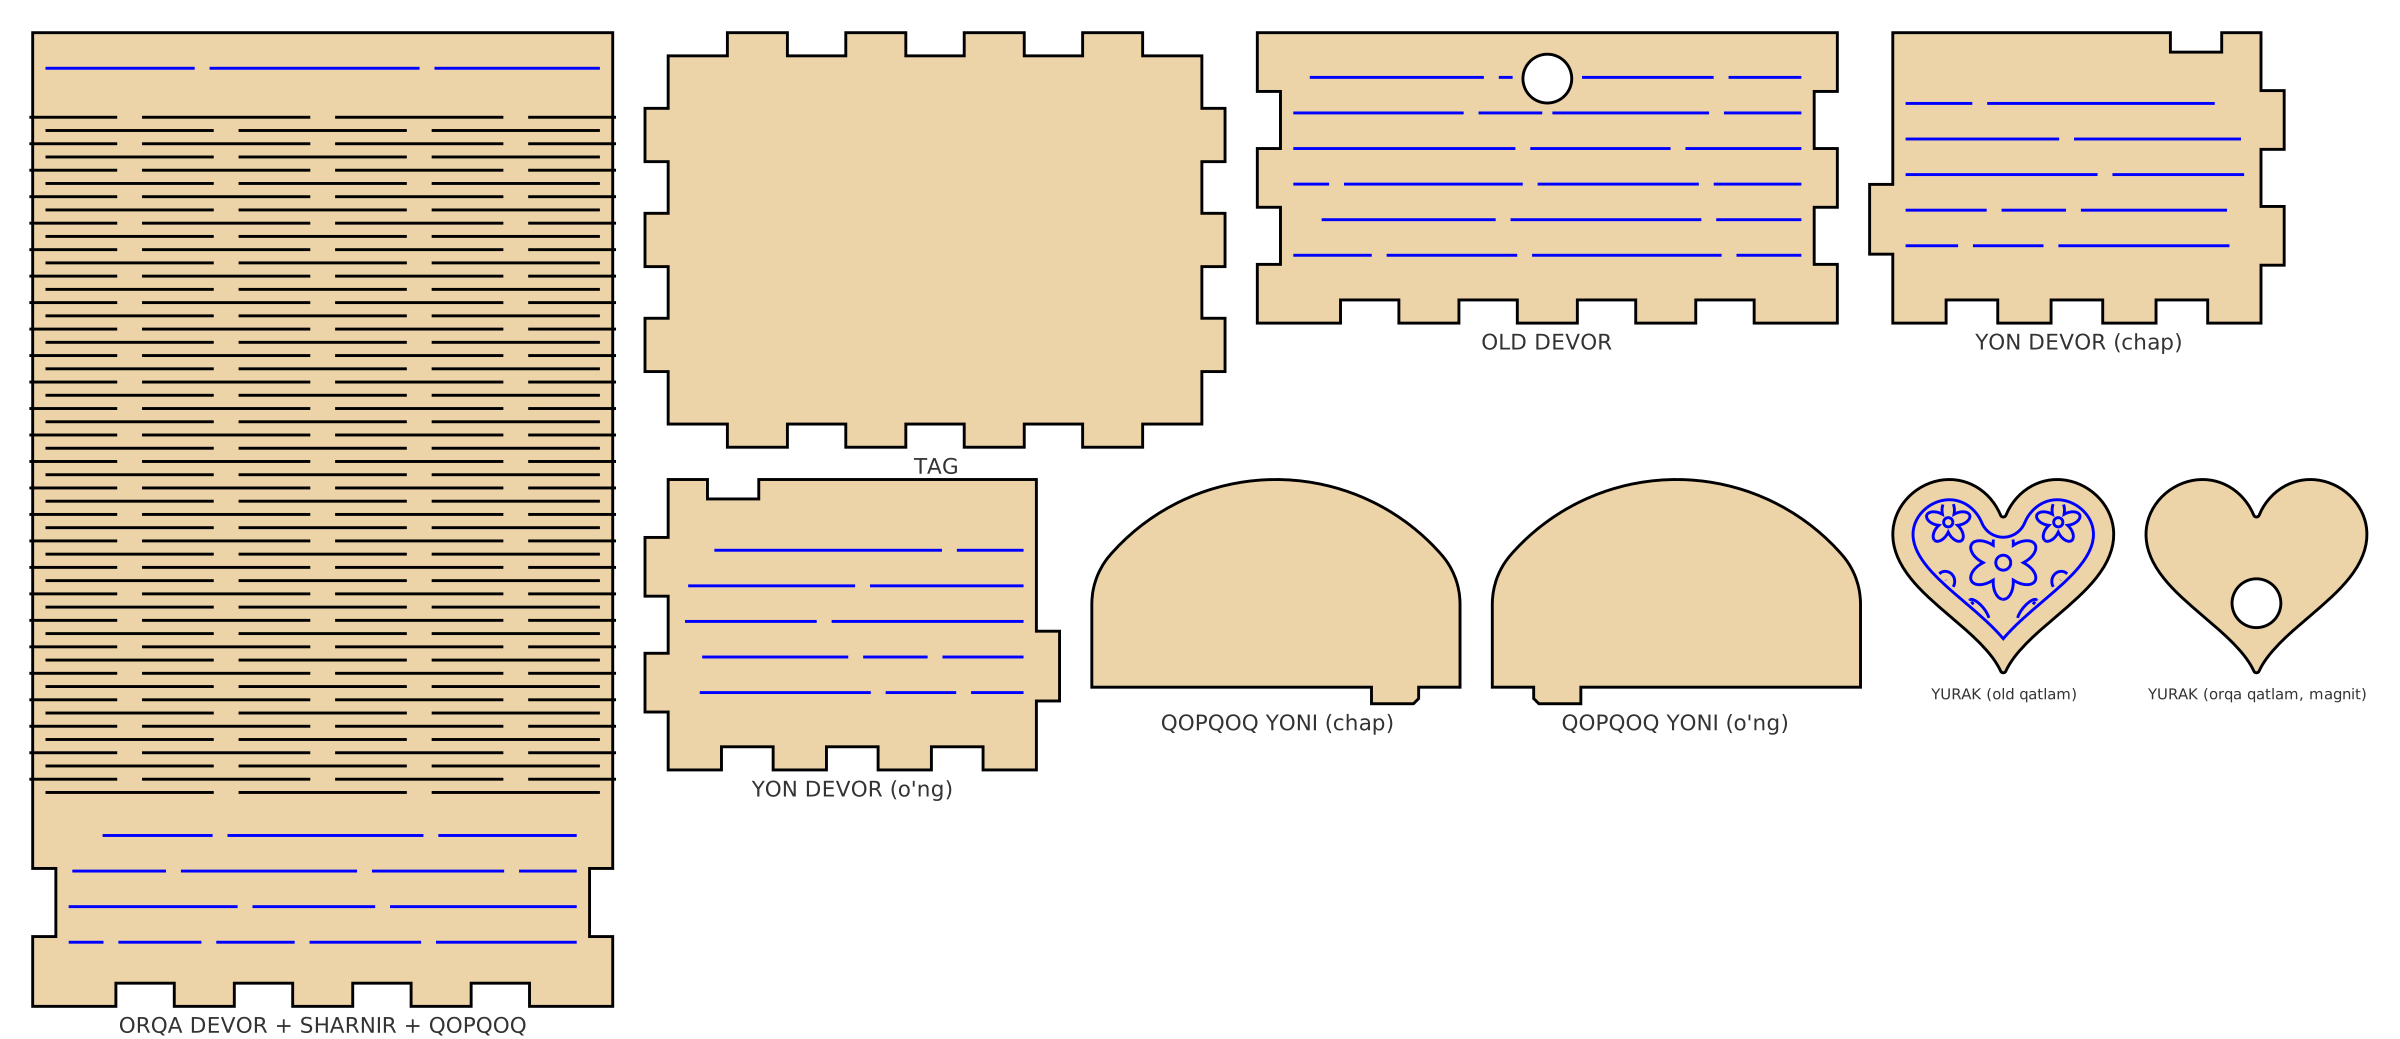 OLD DEVOR
YON DEVOR (chap)
TAG
YURAK (old qatlam)
YURAK (orqa qatlam, magnit)
QOPQOQ YONI (chap)
QOPQOQ YONI (o'ng)
YON DEVOR (o'ng)
ORQA DEVOR + SHARNIR + QOPQOQ